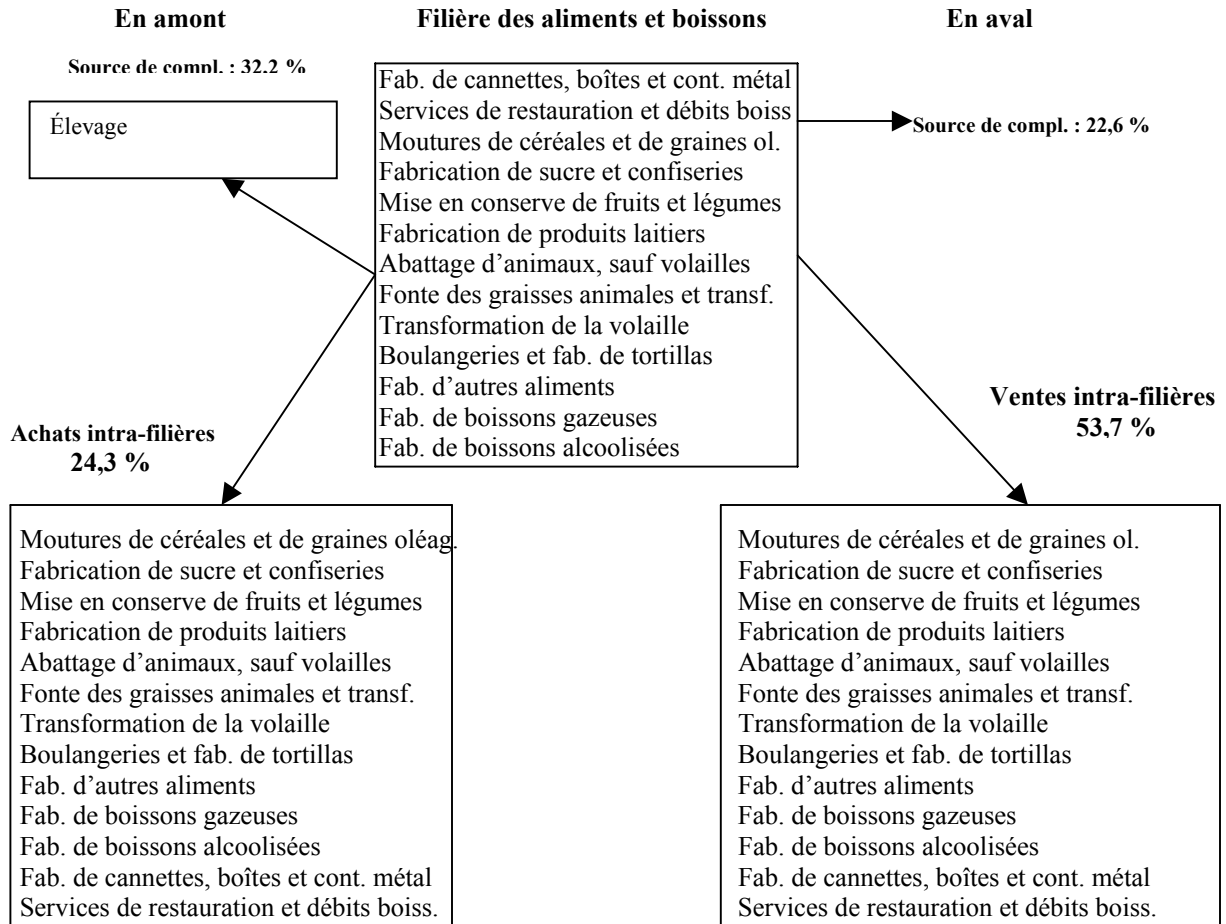 En amont
Filière des aliments et boissons
En aval
Source de compl. : 32,2 %
Élevage
Fab. de cannettes, boîtes et cont. métal
Services de restauration et débits boiss
Moutures de céréales et de graines ol.
Fabrication de sucre et confiseries
Mise en conserve de fruits et légumes
Fabrication de produits laitiers
Abattage d’animaux, sauf volailles
Fonte des graisses animales et transf.
Transformation de la volaille
Boulangeries et fab. de tortillas
Fab. d’autres aliments
Fab. de boissons gazeuses
Fab. de boissons alcoolisées
Source de compl. : 22,6 %
Achats intra-filières
24,3 %
Ventes intra-filières
53,7 %
Moutures de céréales et de graines oléag.
Fabrication de sucre et confiseries
Mise en conserve de fruits et légumes
Fabrication de produits laitiers
Abattage d’animaux, sauf volailles
Fonte des graisses animales et transf.
Transformation de la volaille
Boulangeries et fab. de tortillas
Fab. d’autres aliments
Fab. de boissons gazeuses
Fab. de boissons alcoolisées
Fab. de cannettes, boîtes et cont. métal
Services de restauration et débits boiss.
Moutures de céréales et de graines ol.
Fabrication de sucre et confiseries
Mise en conserve de fruits et légumes
Fabrication de produits laitiers
Abattage d’animaux, sauf volailles
Fonte des graisses animales et transf.
Transformation de la volaille
Boulangeries et fab. de tortillas
Fab. d’autres aliments
Fab. de boissons gazeuses
Fab. de boissons alcoolisées
Fab. de cannettes, boîtes et cont. métal
Services de restauration et débits boiss.